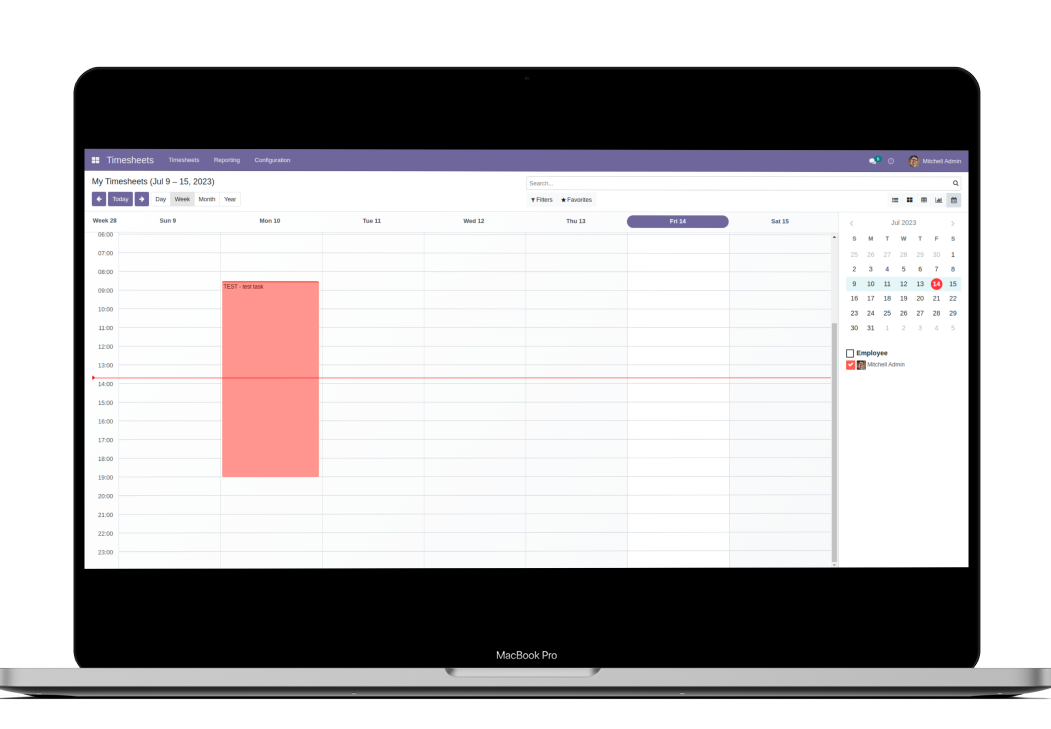 Timesheets Timesheets Reporting Configuration Mitchell Admin
My Timesheets (Jul 9 – 15, 2023) Search...
Today Day Week Month Year Filters Favorites
Week 28 Sun 9 Mon 10 Tue 11 Wed 12 Thu 13 Fri 14 Sat 15
06:00
07:00
08:00
TEST - test task
09:00
10:00
11:00
12:00
13:00
14:00
15:00
16:00
17:00
18:00
19:00
20:00
21:00
22:00
23:00
Jul 2023
S M T W T F S
25 26 27 28 29 30 1
2 3 4 5 6 7 8
9 10 11 12 13 14 15
16 17 18 19 20 21 22
23 24 25 26 27 28 29
30 31 1 2 3 4 5
Employee
Mitchell Admin
MacBook Pro